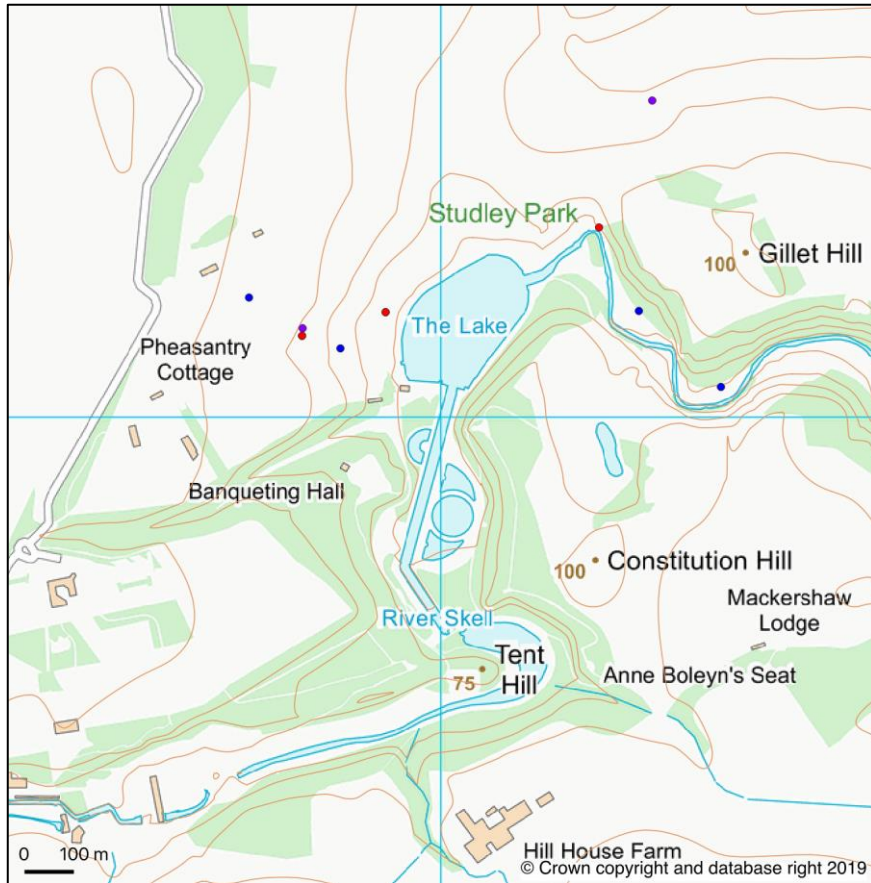 Studley Park
100
Gillet Hill
The Lake
Pheasantry
Cottage
Banqueting Hall
100
Constitution Hill
Mackershaw
Lodge
River Skell
Tent
Hill
75
Anne Boleyn's Seat
Hill House Farm
0 100 m
© Crown copyright and database right 2019